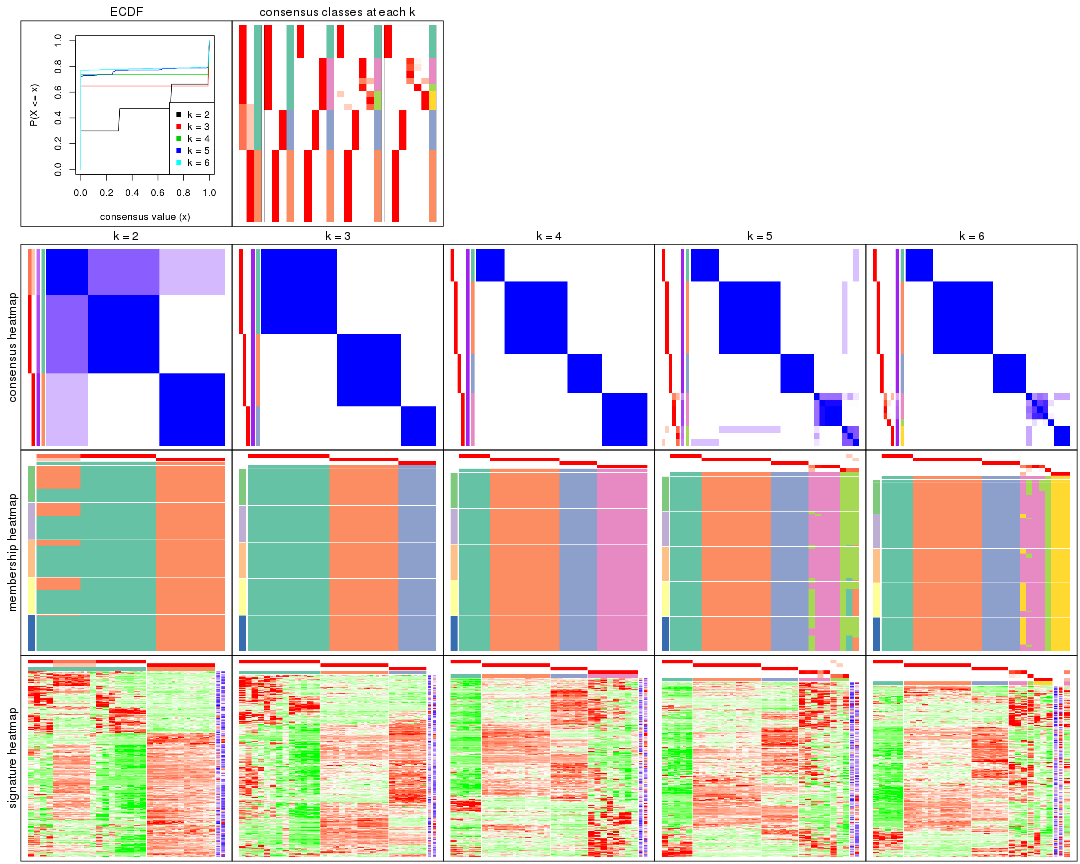 ECDF
consensus classes at each k
P(X <= x)
1.0
0.8
0.6
0.4
0.2
0.0
k = 2
k = 3
k = 4
k = 5
k = 6
0.0 0.2 0.4 0.6 0.8 1.0
consensus value (x)
k = 2
k = 3
k = 4
k = 5
k = 6
consensus heatmap
membership heatmap
signature heatmap